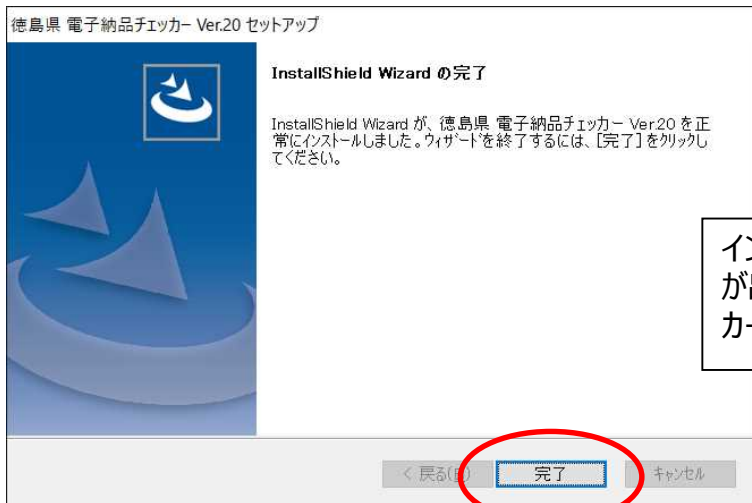 徳島県 電子納品チェッカー Ver.20 セットアップ
InstallShield Wizard の完了
InstallShield Wizard が、徳島県 電子納品チェッカー Ver.20 を正
常にインストールしました。ウィザードを終了するには、[完了]をクリックし
てください。
イン
が
カー
< 戻る(B) 完了 キャンセル